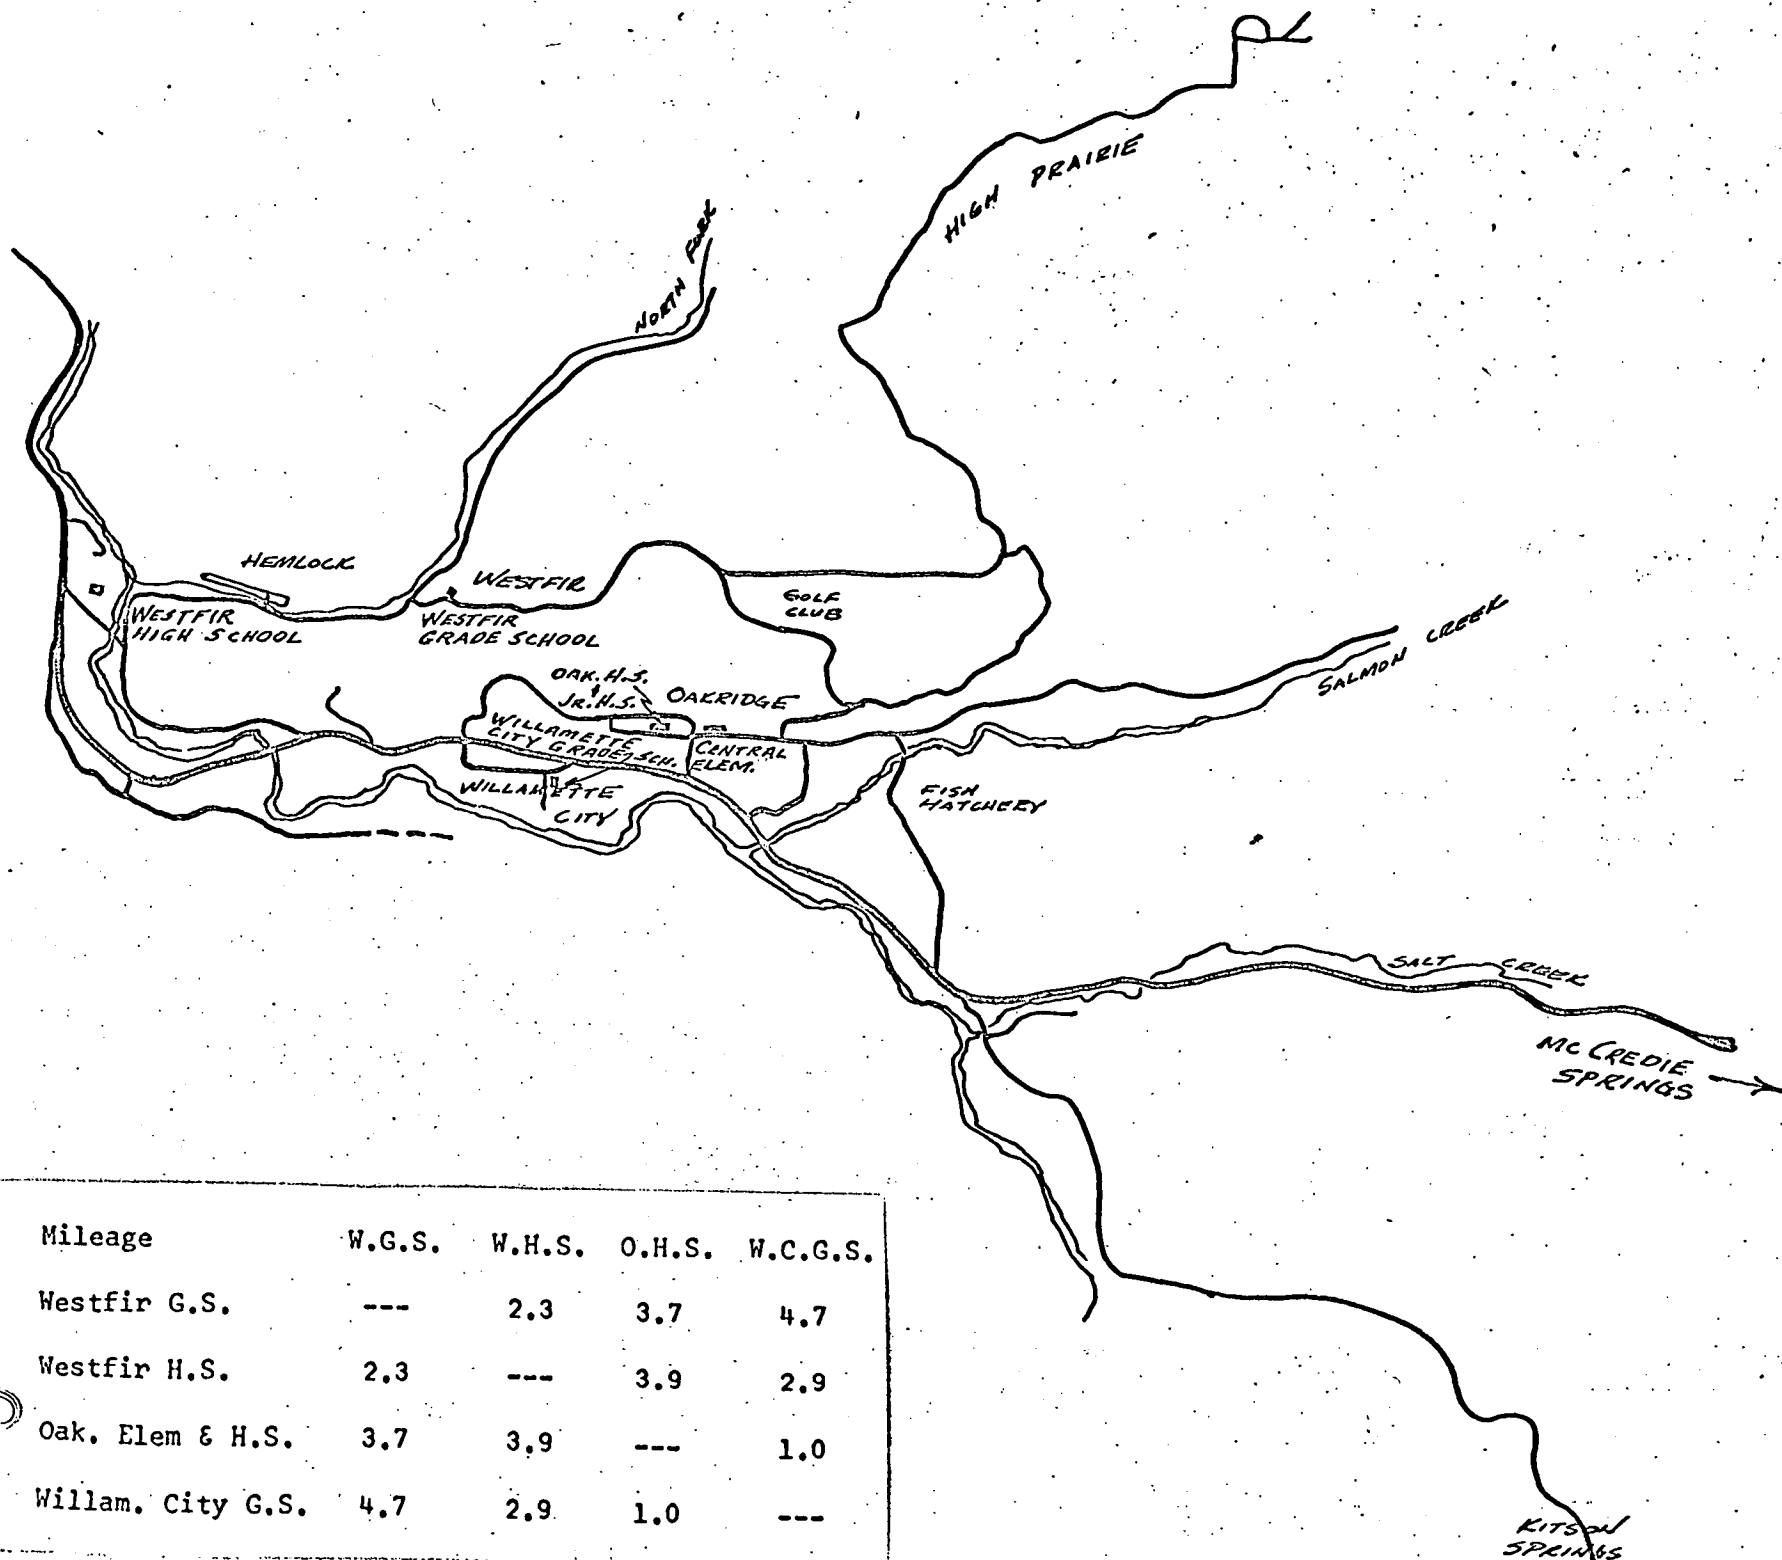 HIGH PRAIRIE
NORTH FORK
HEMLOCK
WESTFIR
WESTFIR
HIGH SCHOOL
WESTFIR
GRADE SCHOOL
GOLF
CLUB
SALMON CREEK
OAK. H.S.
&
JR. H.S.
OAKRIDGE
WILLAMETTE
CITY GRADE SCH.
CENTRAL
ELEM.
WILLAMETTE
CITY
FISH
HATCHERY
SALT CREEK
MC CREDIE
SPRINGS
Mileage W.G.S. W.H.S. O.H.S. W.C.G.S.
Westfir G.S. --- 2.3 3.7 4.7
Westfir H.S. 2.3 --- 3.9 2.9
Oak. Elem & H.S. 3.7 3.9 --- 1.0
Willam. City G.S. 4.7 2.9 1.0 ---
KITSON
SPRINGS